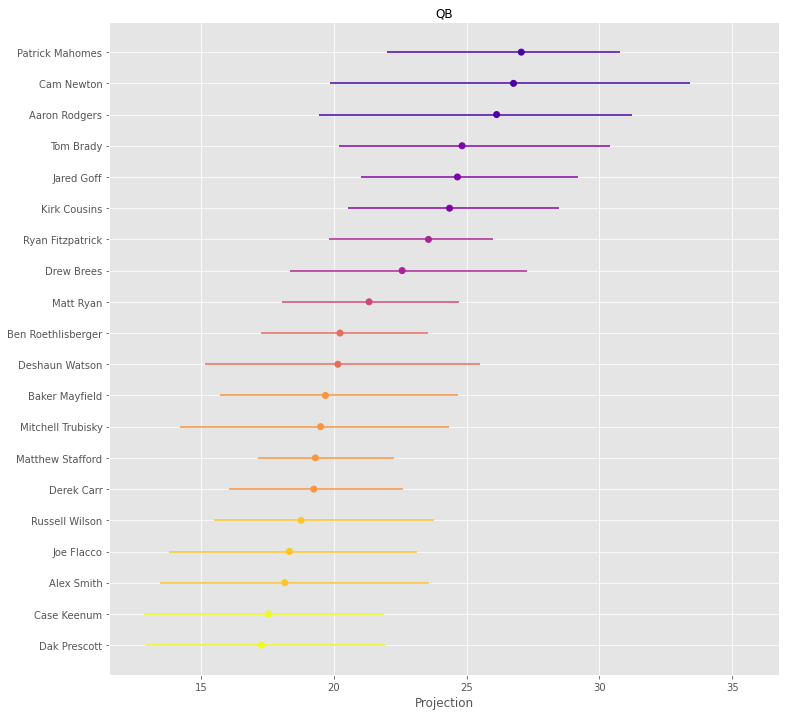 QB
Patrick Mahomes
Cam Newton
Aaron Rodgers
Tom Brady
Jared Goff
Kirk Cousins
Ryan Fitzpatrick
Drew Brees
Matt Ryan
Ben Roethlisberger
Deshaun Watson
Baker Mayfield
Mitchell Trubisky
Matthew Stafford
Derek Carr
Russell Wilson
Joe Flacco
Alex Smith
Case Keenum
Dak Prescott
15 20 25 30 35
Projection